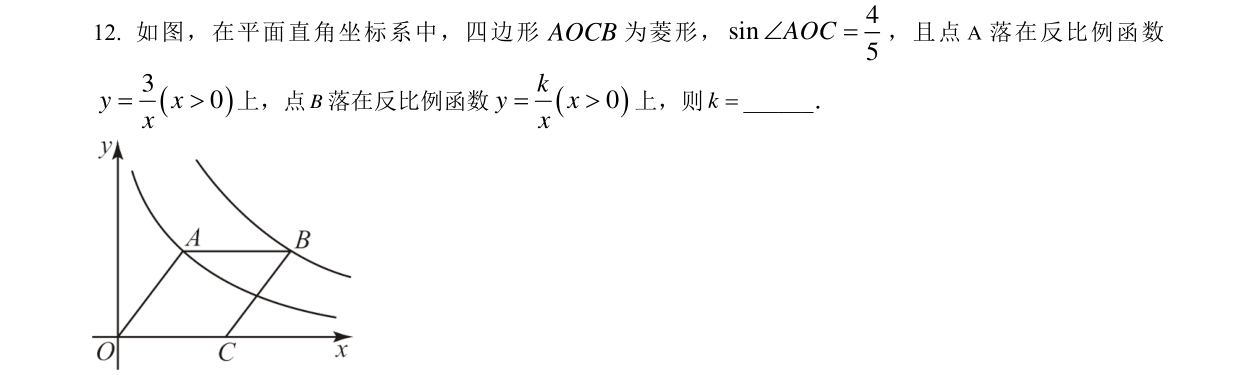 12. 如图，在平面直角坐标系中，四边形 AOCB 为菱形，sin∠AOC = 4/5，且点 A 落在反比例函数
y = 3/x (x > 0) 上，点 B 落在反比例函数 y = k/x (x > 0) 上，则 k = ______.
y
A B
O C x